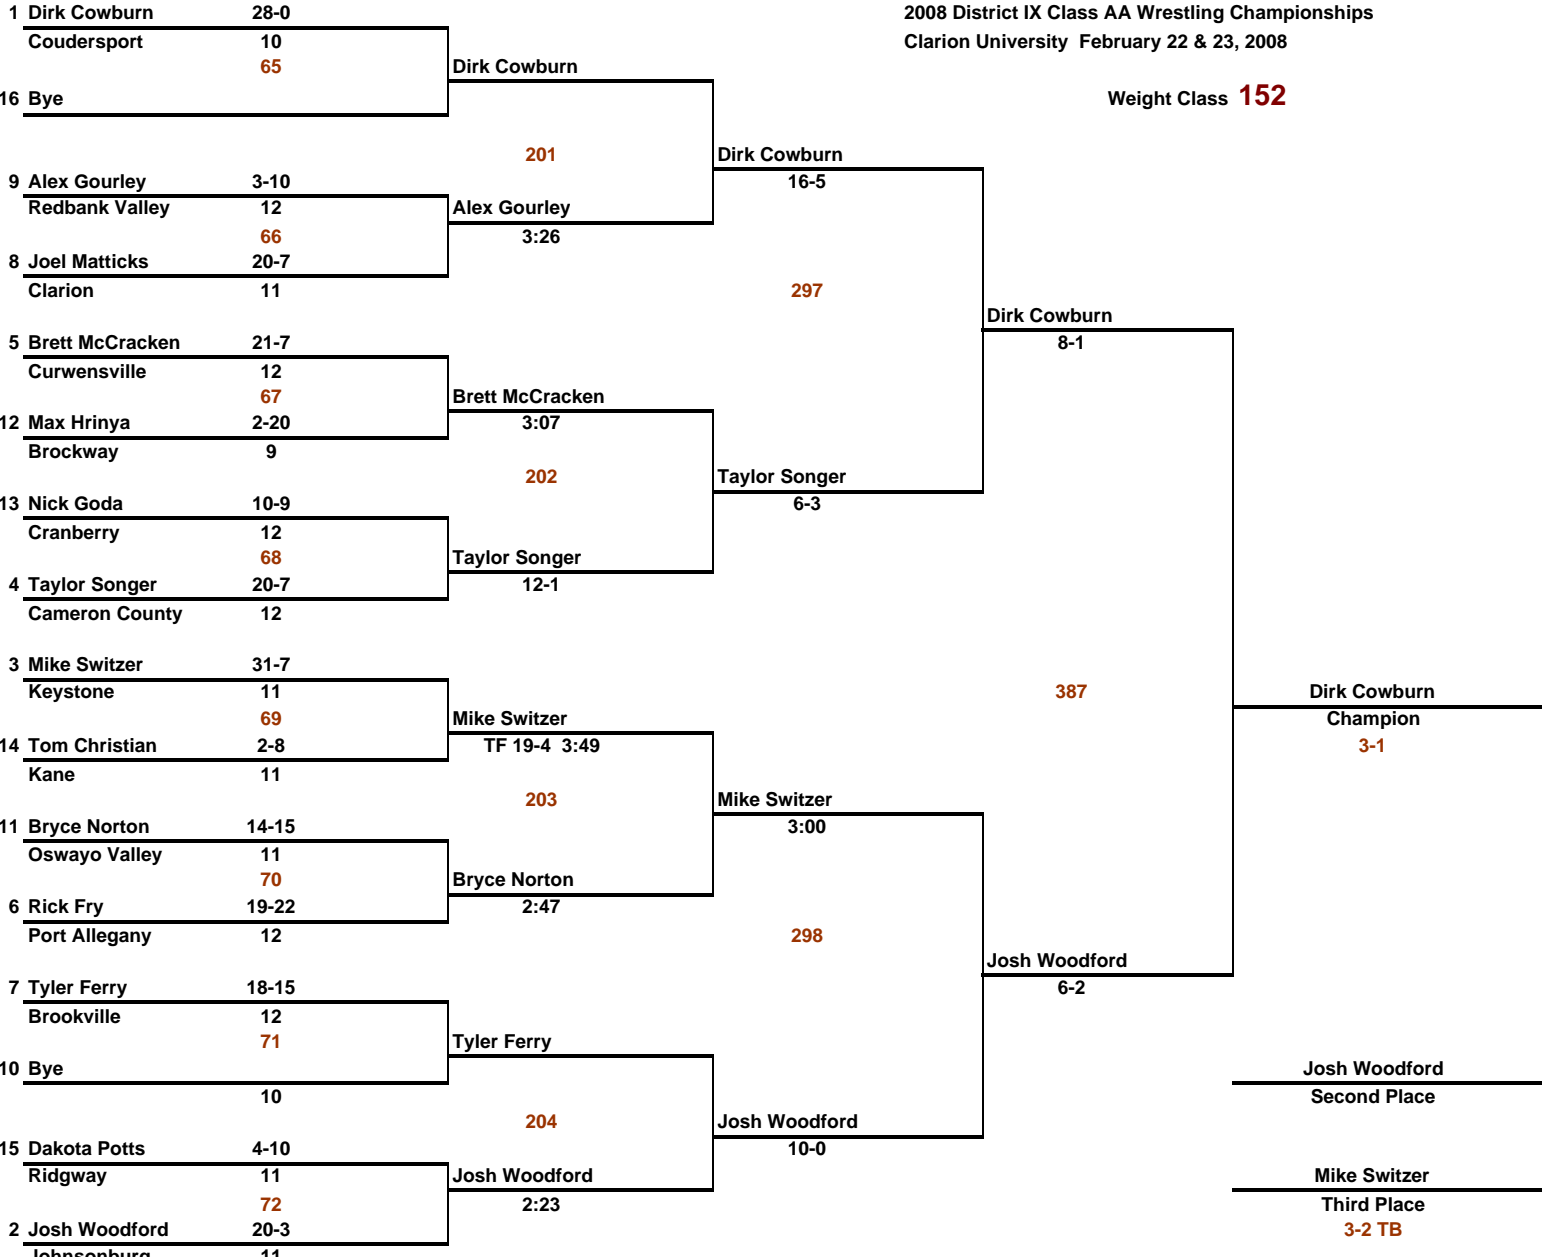 1 Dirk Cowburn 28-0
2008 District IX Class AA Wrestling Championships
Coudersport 10
Clarion University February 22 & 23, 2008
65
Dirk Cowburn
16 Bye
Weight Class 152
201
Dirk Cowburn
9 Alex Gourley 3-10
16-5
Redbank Valley 12
Alex Gourley
66
3:26
8 Joel Matticks 20-7
Clarion 11
297
Dirk Cowburn
5 Brett McCracken 21-7
8-1
Curwensville 12
67
Brett McCracken
12 Max Hrinya 2-20
3:07
Brockway 9
202
Taylor Songer
13 Nick Goda 10-9
6-3
Cranberry 12
68
Taylor Songer
4 Taylor Songer 20-7
12-1
Cameron County 12
3 Mike Switzer 31-7
Keystone 11
387
Dirk Cowburn
69
Mike Switzer
Champion
14 Tom Christian 2-8
TF 19-4 3:49
3-1
Kane 11
203
Mike Switzer
11 Bryce Norton 14-15
3:00
Oswayo Valley 11
70
Bryce Norton
6 Rick Fry 19-22
2:47
Port Allegany 12
298
Josh Woodford
7 Tyler Ferry 18-15
6-2
Brookville 12
71
Tyler Ferry
10 Bye
Josh Woodford
10
Second Place
204
Josh Woodford
15 Dakota Potts 4-10
10-0
Ridgway 11
Josh Woodford
Mike Switzer
72
2:23
Third Place
2 Josh Woodford 20-3
3-2 TB
Johnsonburg 11